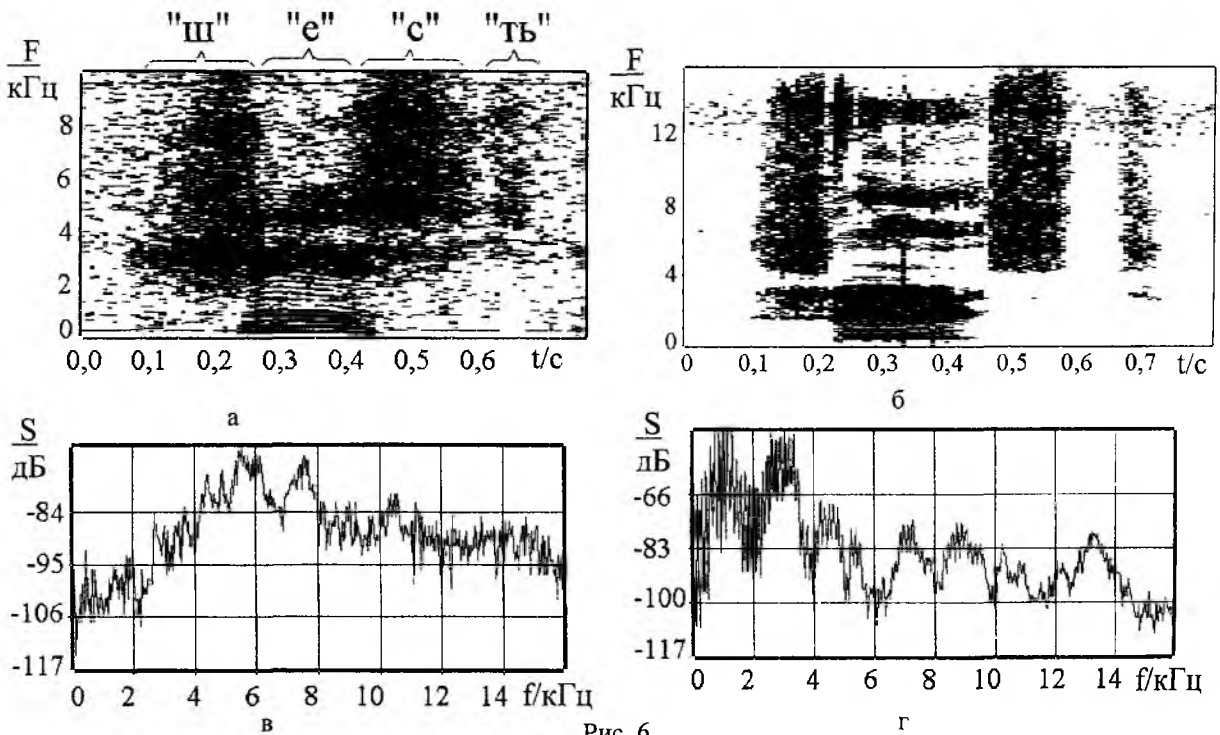 "ш" "е" "с" "ть"
F
кГц
8
6
4
2
0
0,0 0,1 0,2 0,3 0,4 0,5 0,6 t/c
а
F
кГц
12
8
4
0
0 0,1 0,2 0,3 0,4 0,5 0,6 0,7 t/c
б
S
дБ
-84
-95
-106
-117
0 2 4 6 8 10 12 14 f/кГц
в
S
дБ
-66
-83
-100
-117
0 2 4 6 8 10 12 14 f/кГц
г
Рис. 6